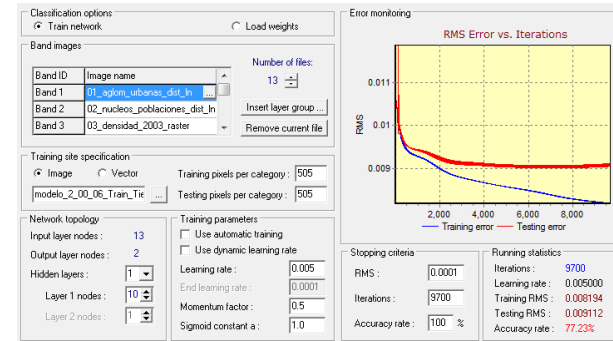 Classification options
Train network
Load weights
Band images
Number of files:
13
Band ID Image name
Band 1 01_aglom_urbanas_dist_ln ...
Band 2 02_nucleos_poblaciones_dist_ln
Band 3 03_densidad_2003_raster
Insert layer group ...
Remove current file
Training site specification
Image
Vector
Training pixels per category : 505
modelo_2_00_06_Train_Tie ...
Testing pixels per category : 505
Network topology
Input layer nodes : 13
Output layer nodes : 2
Hidden layers : 1
Layer 1 nodes : 10
Layer 2 nodes : 1
Training parameters
Use automatic training
Use dynamic learning rate
Learning rate : 0.005
End learning rate : 0.0001
Momentum factor : 0.5
Sigmoid constant a : 1.0
Error monitoring
RMS Error vs. Iterations
RMS
0.011
0.01
0.009
2,000 4,000 6,000 8,000
Training error Testing error
Stopping criteria
RMS : 0.0001
Iterations : 9700
Accuracy rate : 100 %
Running statistics
Iterations : 9700
Learning rate : 0.005000
Training RMS : 0.008194
Testing RMS : 0.009112
Accuracy rate : 77.23%